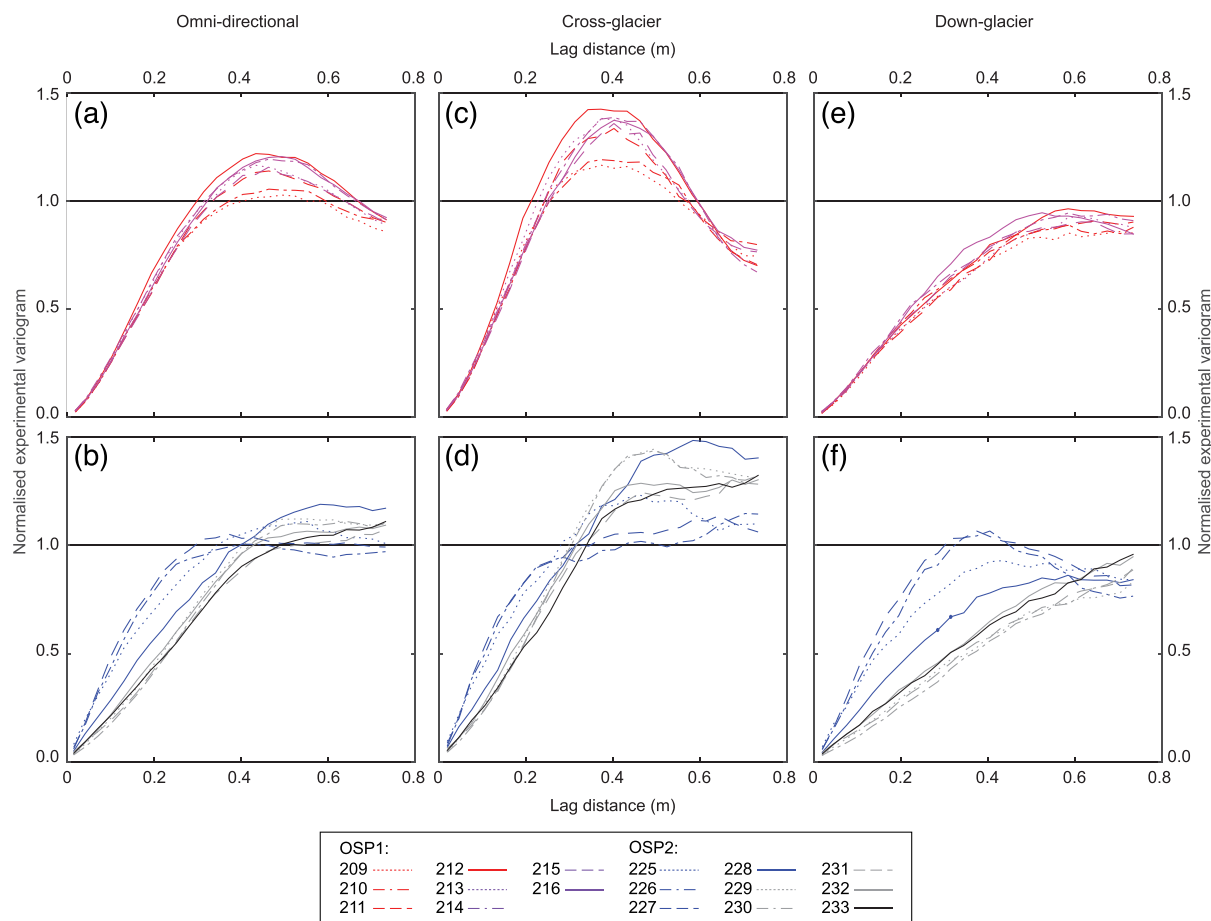 Omni-directional Cross-glacier Down-glacier
Lag distance (m) Lag distance (m)
0 0.2 0.4 0.6 0.8 0 0.2 0.4 0.6 0.8 0 0.2 0.4 0.6 0.8
1.5 (a) (c) (e) 1.5
1.0 1.0
0.5 0.5
0.0 0.0
Normalised experimental variogram
Normalised experimental variogram
1.5 (b) (d) (f) 1.5
1.0 1.0
0.5 0.5
0.0 0.0
0 0.2 0.4 0.6 0.8 0 0.2 0.4 0.6 0.8 0 0.2 0.4 0.6 0.8
Lag distance (m)
OSP1: OSP2:
209 212 215 225 228 231
210 213 216 226 229 232
211 214 227 230 233